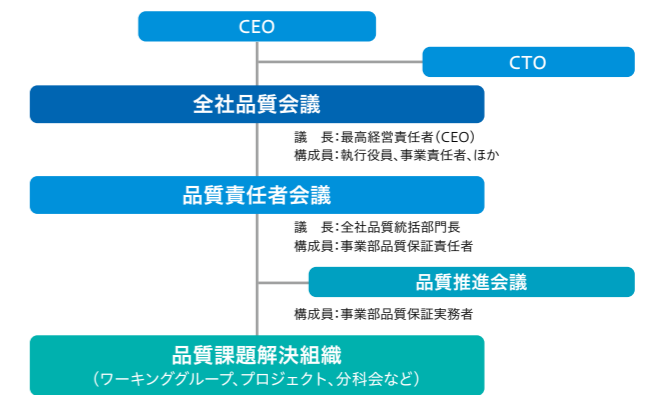 CEO
CTO
全社品質会議
議　長：最高経営責任者（CEO）
構成員：執行役員、事業責任者、ほか
品質責任者会議
議　長：全社品質統括部門長
構成員：事業部品質保証責任者
品質推進会議
構成員：事業部品質保証実務者
品質課題解決組織
（ワーキンググループ、プロジェクト、分科会など）